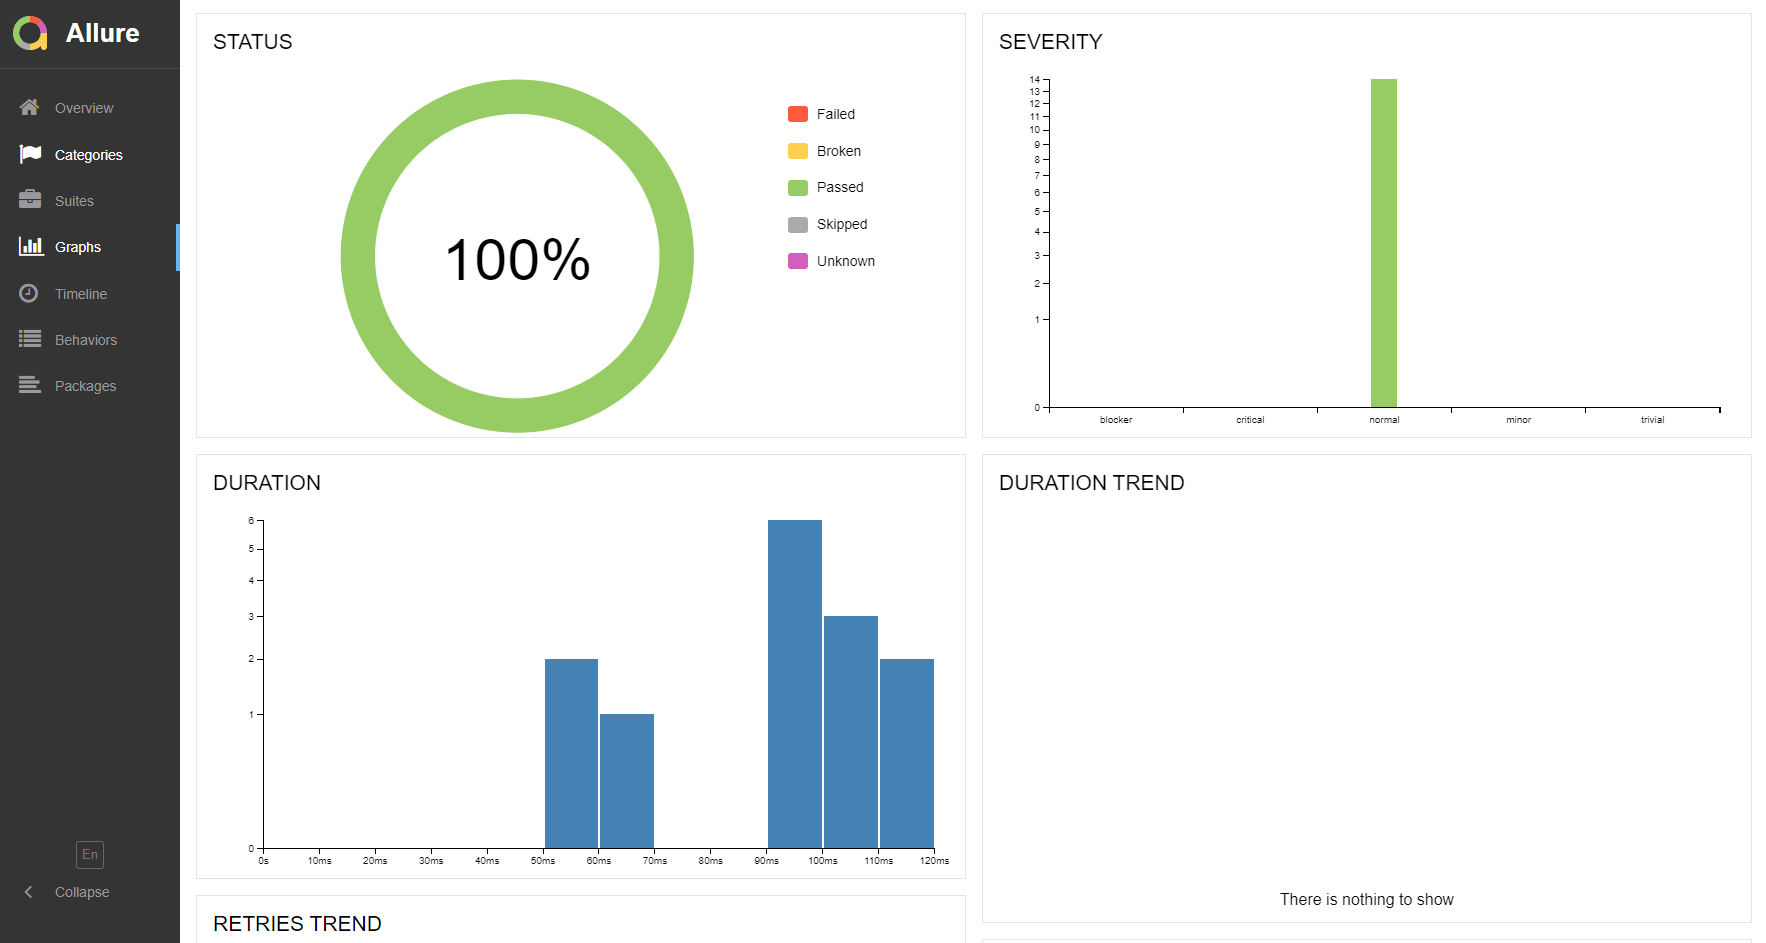 Allure
Overview
Categories
Suites
Graphs
Timeline
Behaviors
Packages
En
Collapse
STATUS
100%
Failed
Broken
Passed
Skipped
Unknown
SEVERITY
14
13
12
11
10
9
8
7
6
5
4
3
2
1
0
blocker critical normal minor trivial
DURATION
6
5
4
3
2
1
0
0s 10ms 20ms 30ms 40ms 50ms 60ms 70ms 80ms 90ms 100ms 110ms 120ms
DURATION TREND
There is nothing to show
RETRIES TREND